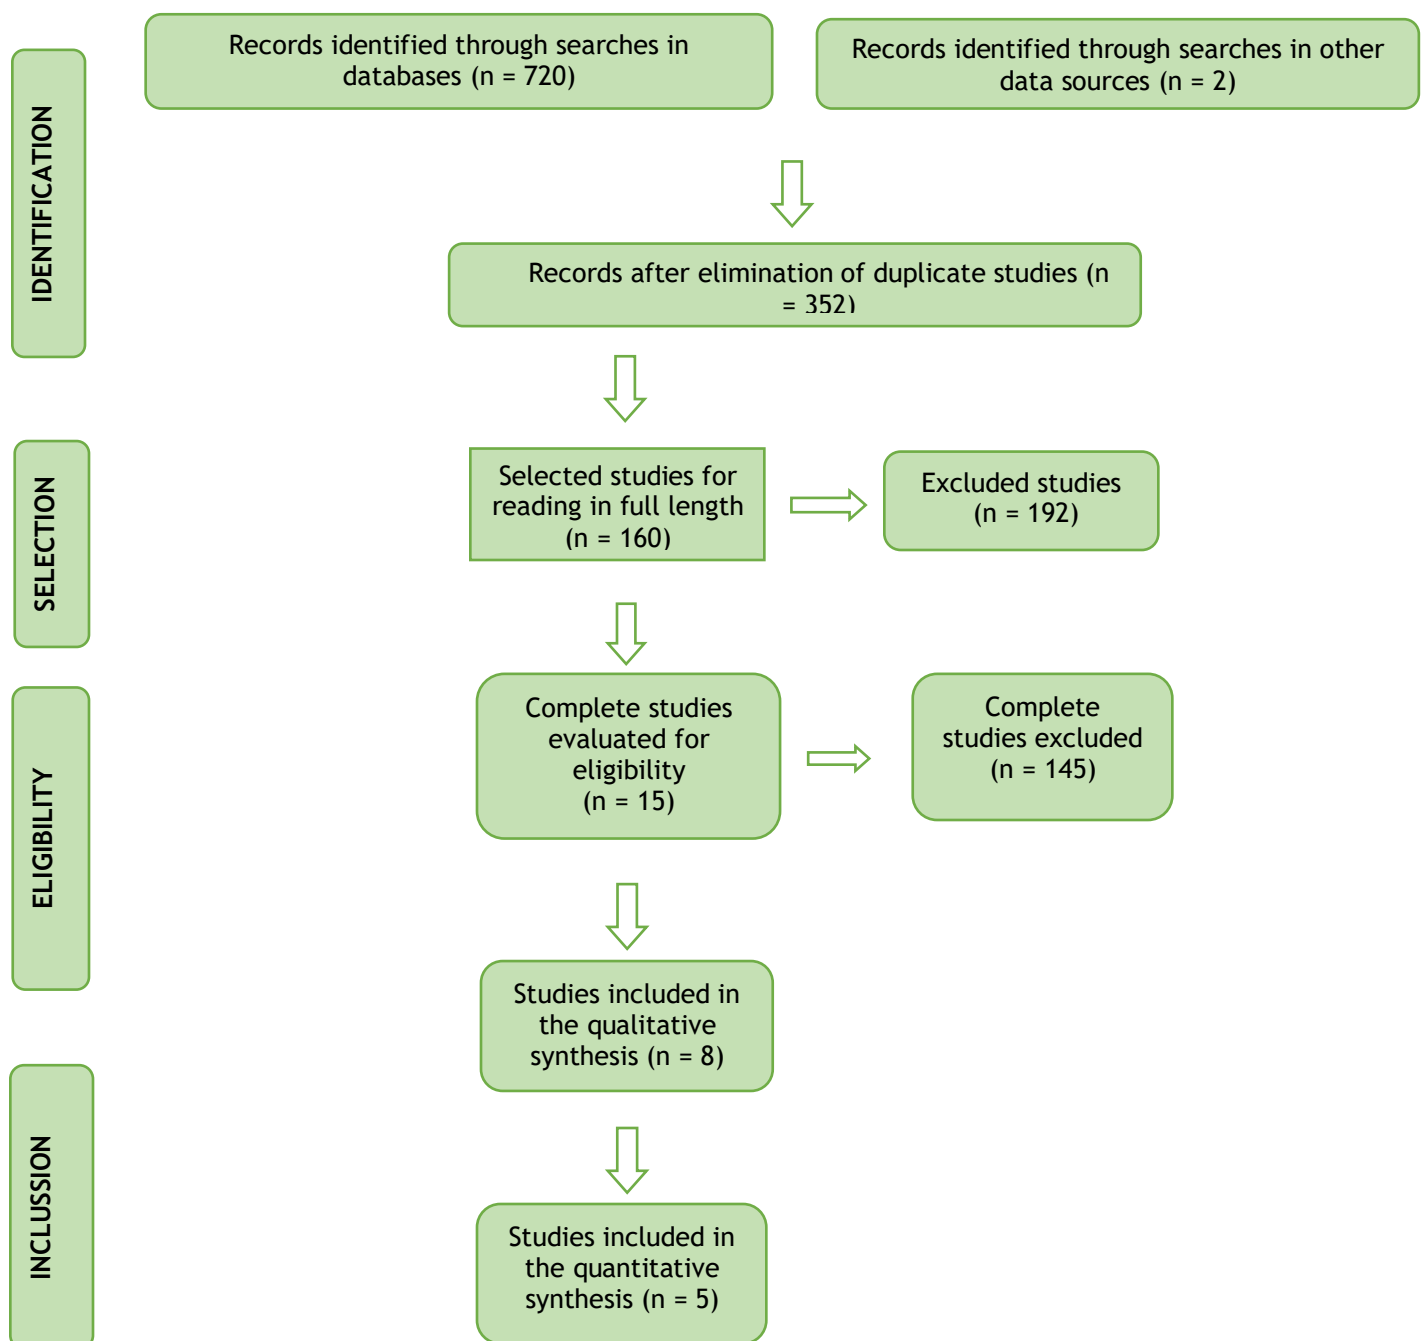 IDENTIFICATION
Records identified through searches in
databases (n = 720)
Records identified through searches in other
data sources (n = 2)
Records after elimination of duplicate studies (n
= 352)
SELECTION
Selected studies for
reading in full length
(n = 160)
Excluded studies
(n = 192)
ELIGIBILITY
Complete studies
evaluated for
eligibility
(n = 15)
Complete
studies excluded
(n = 145)
Studies included in
the qualitative
synthesis (n = 8)
INCLUSSION
Studies included in
the quantitative
synthesis (n = 5)